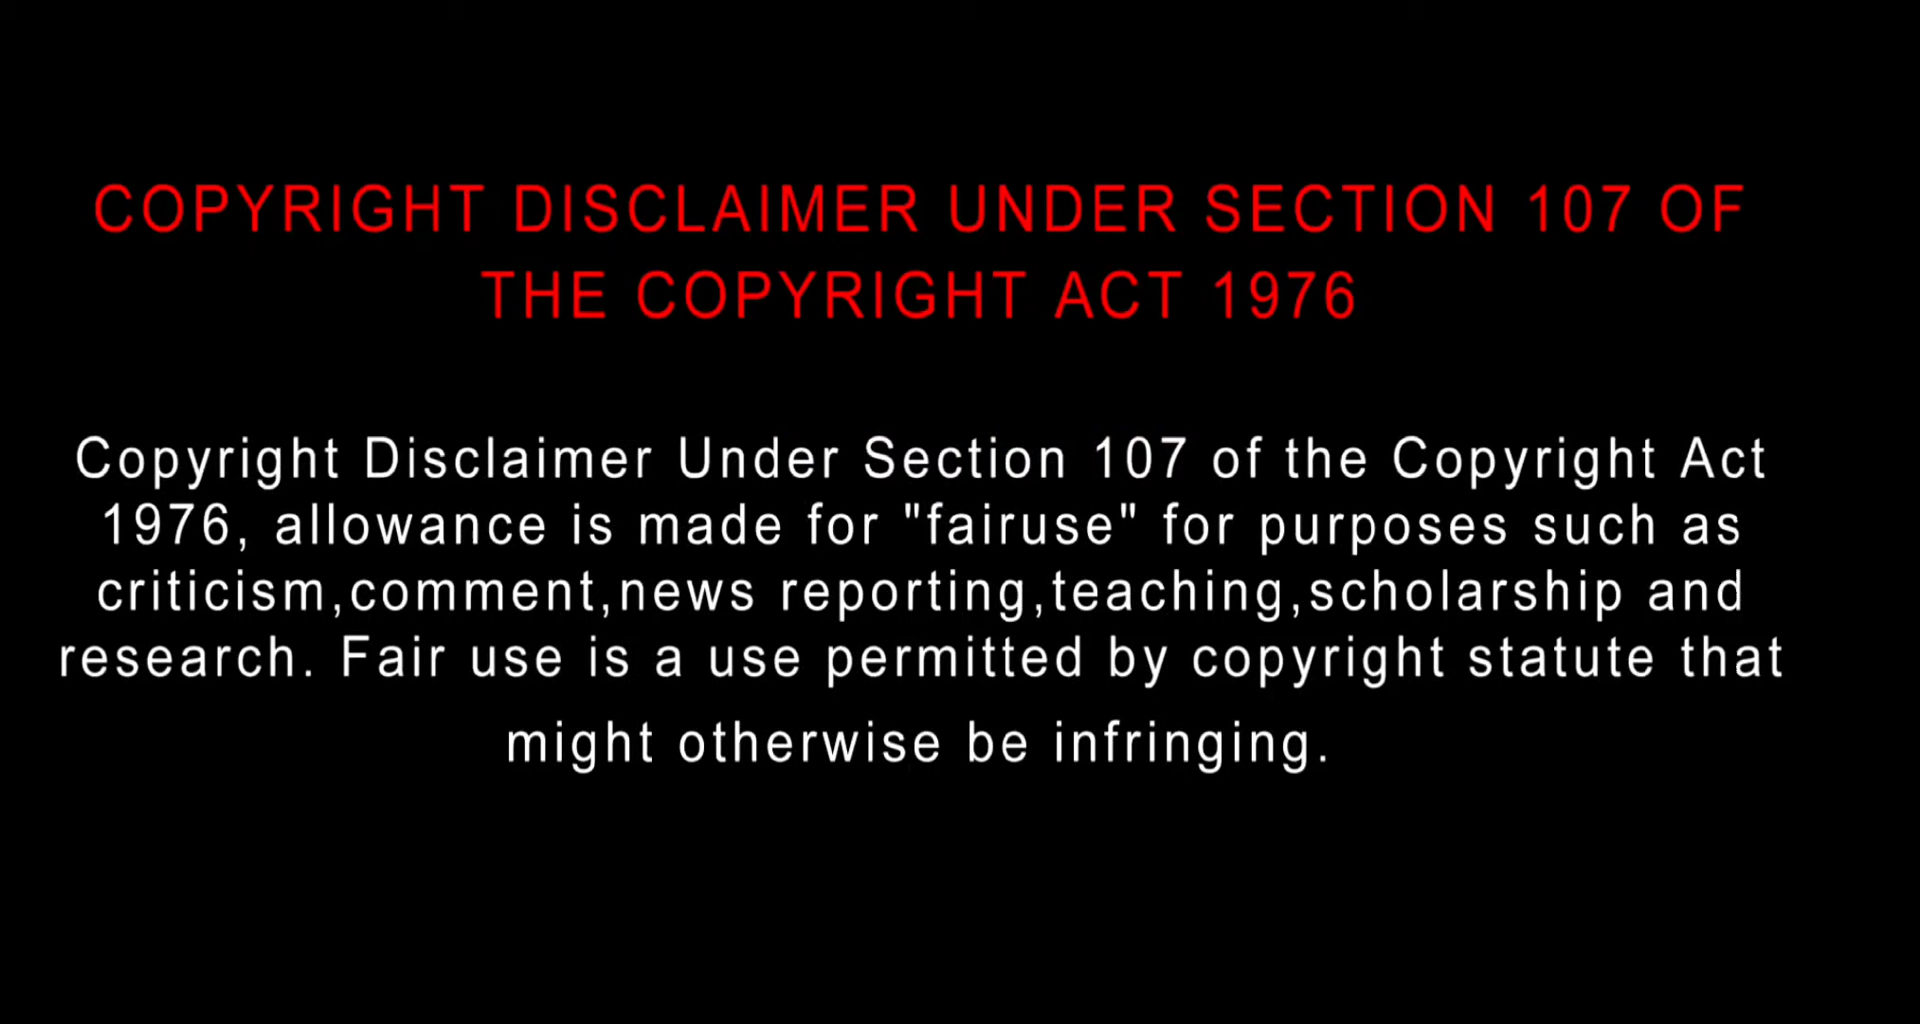 COPYRIGHT DISCLAIMER UNDER SECTION 107 OF
THE COPYRIGHT ACT 1976
Copyright Disclaimer Under Section 107 of the Copyright Act
1976, allowance is made for "fairuse" for purposes such as
criticism,comment,news reporting,teaching,scholarship and
research. Fair use is a use permitted by copyright statute that
might otherwise be infringing.